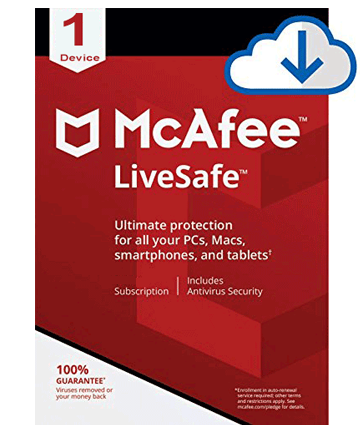 1
Device
McAfee™
LiveSafe™
Ultimate protection
for all your PCs, Macs,
smartphones, and tablets‡
Subscription
Includes
Antivirus Security
100%
GUARANTEE*
Viruses removed or
your money back
*Enrollment in auto-renewal
service required; other terms
and restrictions apply. See
mcafee.com/pledge for details.